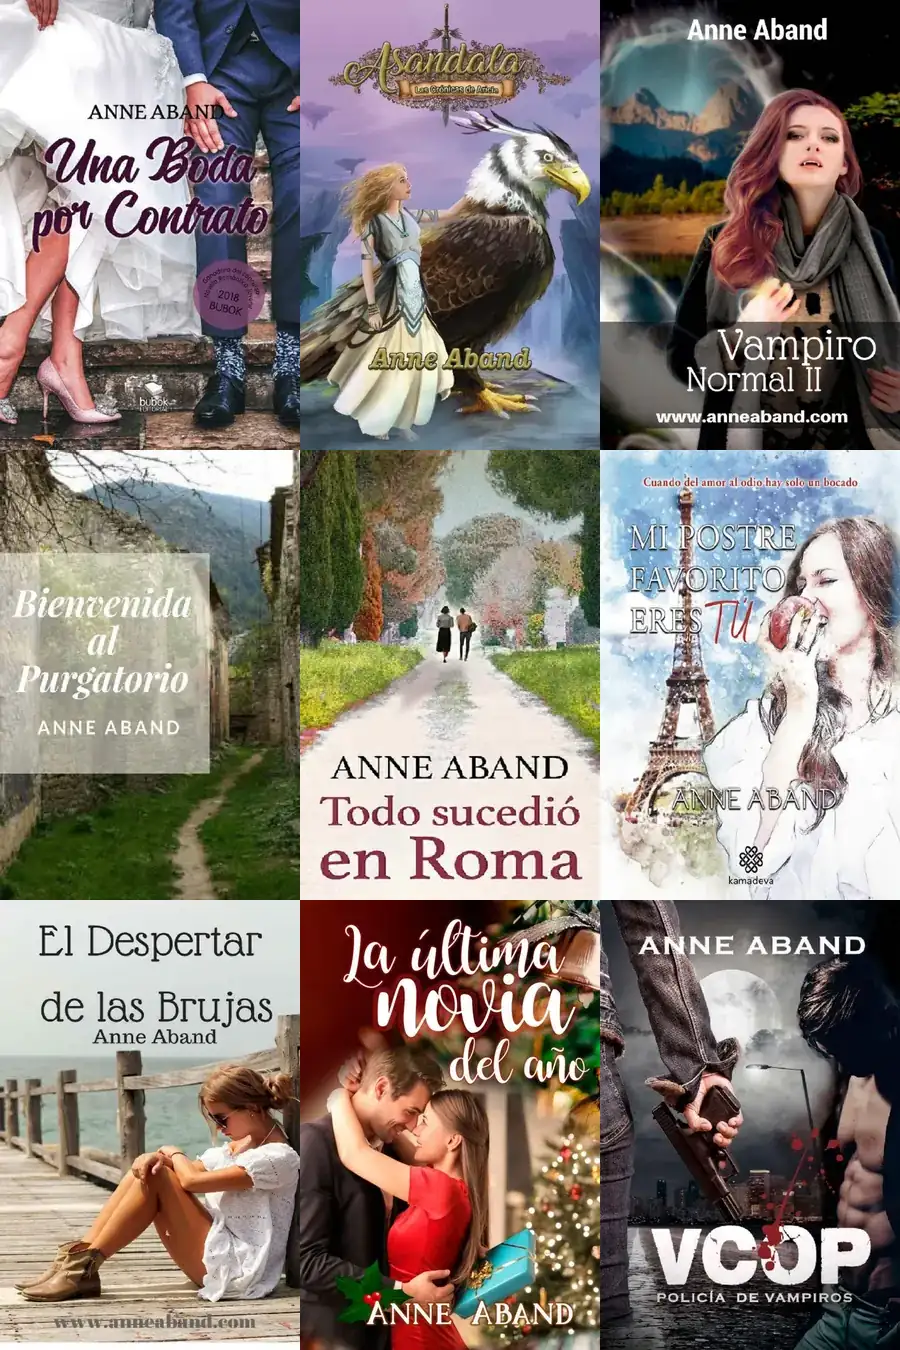 ANNE ABAND
Una Boda
por Contrato
2018
BUBOK
bubok
EDITORIAL
Asandala
Las Crónicas de Aricia
Anne Aband
Anne Aband
Vampiro
Normal II
www.anneaband.com
Bienvenida
al
Purgatorio
ANNE ABAND
ANNE ABAND
Todo sucedió
en Roma
Cuando del amor al odio hay solo un bocado
MI POSTRE
FAVORITO
ERES TÚ
ANNE ABAND
kamadeva
El Despertar
de las Brujas
Anne Aband
www.anneaband.com
La última
novia
del año
ANNE ABAND
ANNE ABAND
VCOP
POLICÍA DE VAMPIROS